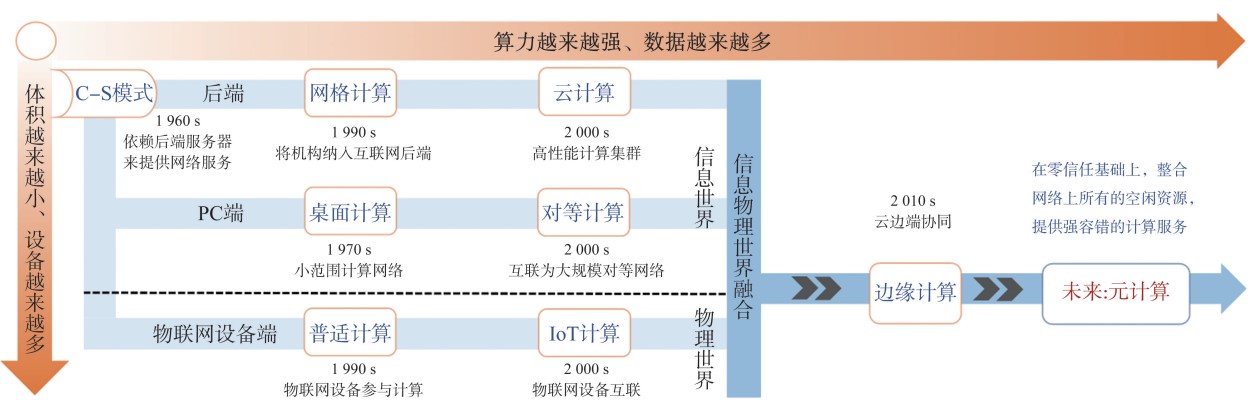 算力越来越强、数据越来越多
体积越来越小、设备越来越多
C-S模式
后端
网格计算
云计算
1 960 s
依赖后端服务器
来提供网络服务
1 990 s
将机构纳入互联网后端
2 000 s
高性能计算集群
PC端
桌面计算
对等计算
1 970 s
小范围计算网络
2 000 s
互联为大规模对等网络
信息世界
物联网设备端
普适计算
IoT计算
1 990 s
物联网设备参与计算
2 000 s
物联网设备互联
物理世界
信息物理世界融合
2 010 s
云边端协同
边缘计算
在零信任基础上，整合
网络上所有的空闲资源，
提供强容错的计算服务
未来:元计算